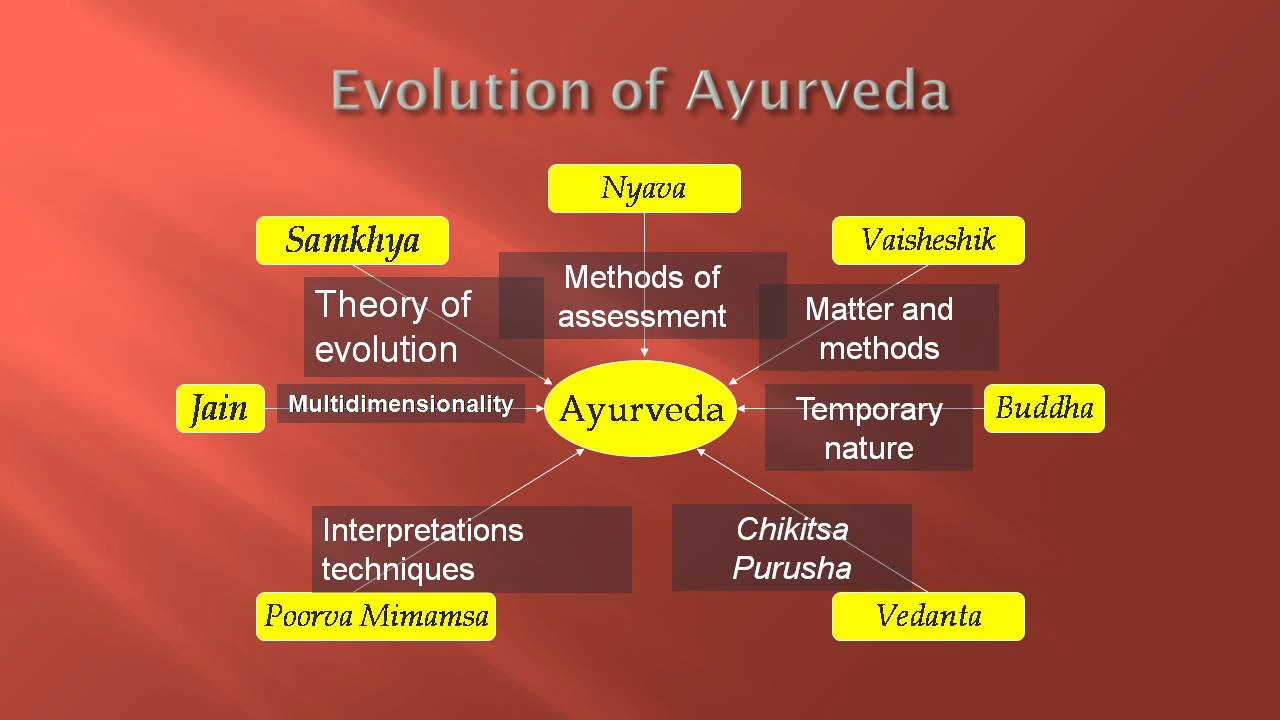 Evolution of Ayurveda
Nyava
Samkhya
Vaisheshik
Methods of
assessment
Theory of
evolution
Matter and
methods
Jain
Multidimensionality
Ayurveda
Temporary
nature
Buddha
Interpretations
techniques
Chikitsa
Purusha
Poorva Mimamsa
Vedanta